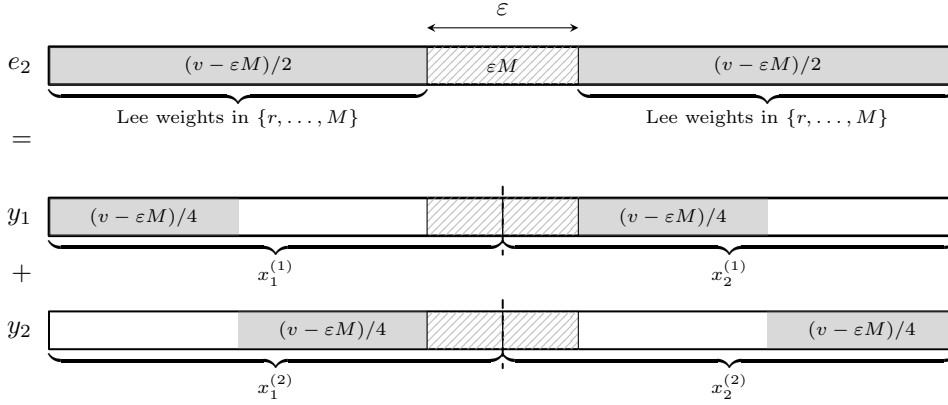 ε
e₂ (v − εM)/2 εM (v − εM)/2
Lee weights in {r, . . . , M} Lee weights in {r, . . . , M}
=
y₁ (v − εM)/4 (v − εM)/4
x₁⁽¹⁾ x₂⁽¹⁾
+
y₂ (v − εM)/4 (v − εM)/4
x₁⁽²⁾ x₂⁽²⁾